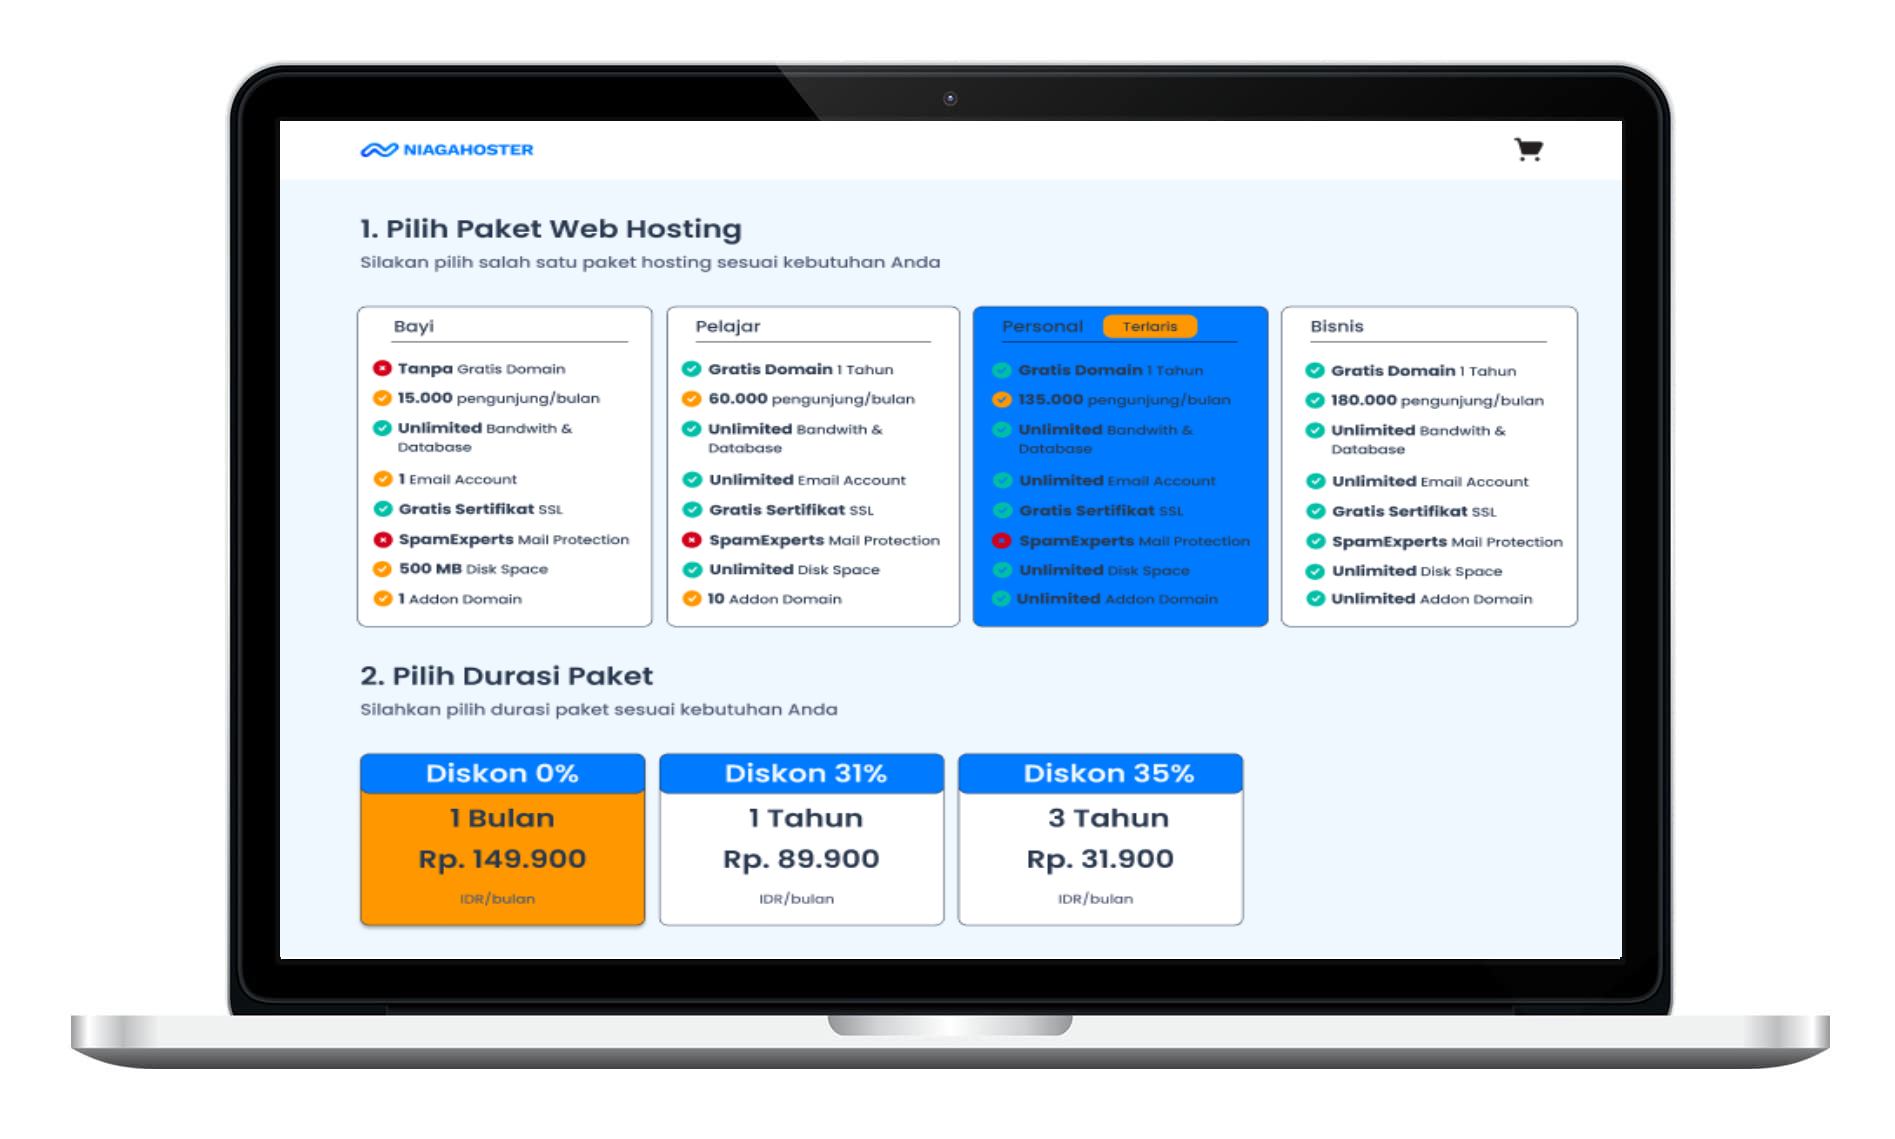 NIAGAHOSTER
1. Pilih Paket Web Hosting
Silakan pilih salah satu paket hosting sesuai kebutuhan Anda
Bayi
Tanpa Gratis Domain
15.000 pengunjung/bulan
Unlimited Bandwith &
Database
1 Email Account
Gratis Sertifikat SSL
SpamExperts Mail Protection
500 MB Disk Space
1 Addon Domain
Pelajar
Gratis Domain 1 Tahun
60.000 pengunjung/bulan
Unlimited Bandwith &
Database
Unlimited Email Account
Gratis Sertifikat SSL
SpamExperts Mail Protection
Unlimited Disk Space
10 Addon Domain
Personal Terlaris
Gratis Domain 1 Tahun
135.000 pengunjung/bulan
Unlimited Bandwith &
Database
Unlimited Email Account
Gratis Sertifikat SSL
SpamExperts Mail Protection
Unlimited Disk Space
Unlimited Addon Domain
Bisnis
Gratis Domain 1 Tahun
180.000 pengunjung/bulan
Unlimited Bandwith &
Database
Unlimited Email Account
Gratis Sertifikat SSL
SpamExperts Mail Protection
Unlimited Disk Space
Unlimited Addon Domain
2. Pilih Durasi Paket
Silahkan pilih durasi paket sesuai kebutuhan Anda
Diskon 0%
1 Bulan
Rp. 149.900
IDR/bulan
Diskon 31%
1 Tahun
Rp. 89.900
IDR/bulan
Diskon 35%
3 Tahun
Rp. 31.900
IDR/bulan